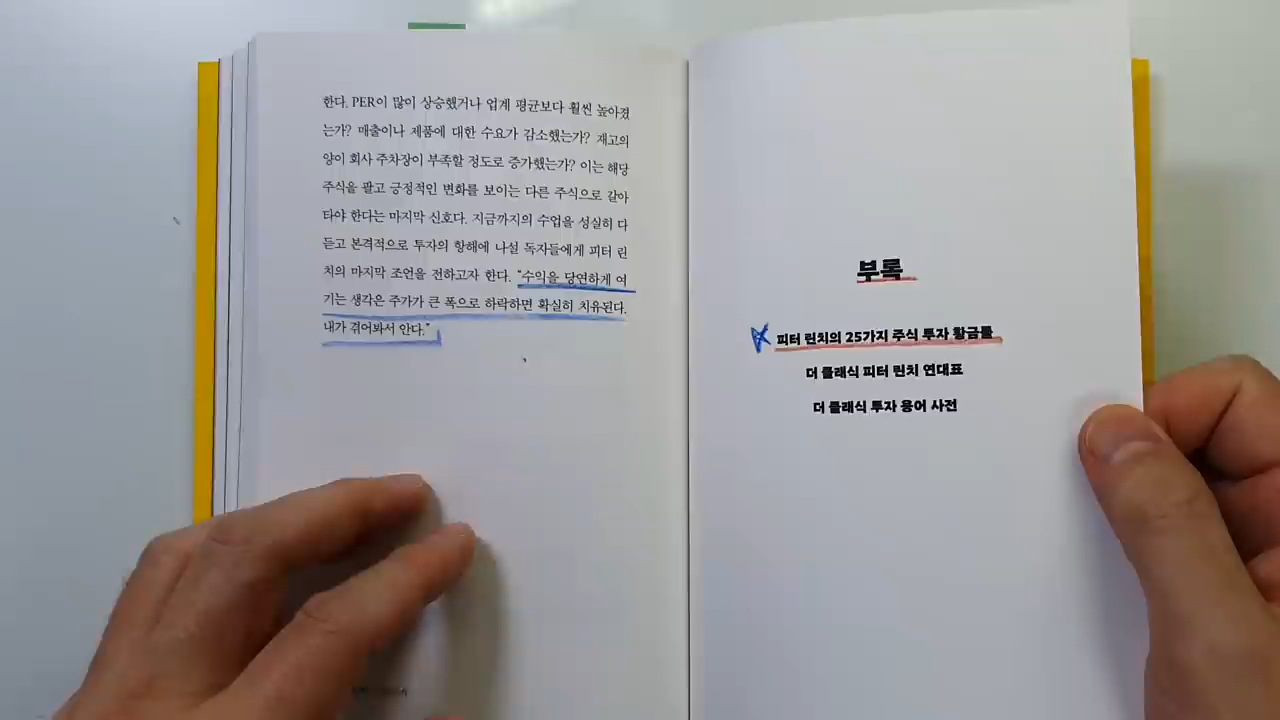 한다. PER이 많이 상승했거나 업계 평균보다 훨씬 높아졌
는가? 매출이나 제품에 대한 수요가 감소했는가? 재고의
양이 회사 주차장이 부족할 정도로 증가했는가? 이는 해당
주식을 팔고 긍정적인 변화를 보이는 다른 주식으로 갈아
타야 한다는 마지막 신호다. 지금까지의 수업을 성실히 다
듣고 본격적으로 투자의 항해에 나설 독자들에게 피터 린
치의 마지막 조언을 전하고자 한다. “수익을 당연하게 여
기는 생각은 주가가 큰 폭으로 하락하면 확실히 치유된다.
내가 겪어봐서 안다.”
부록
피터 린치의 25가지 주식 투자 황금률
더 클래식 피터 린치 연대표
더 클래식 투자 용어 사전